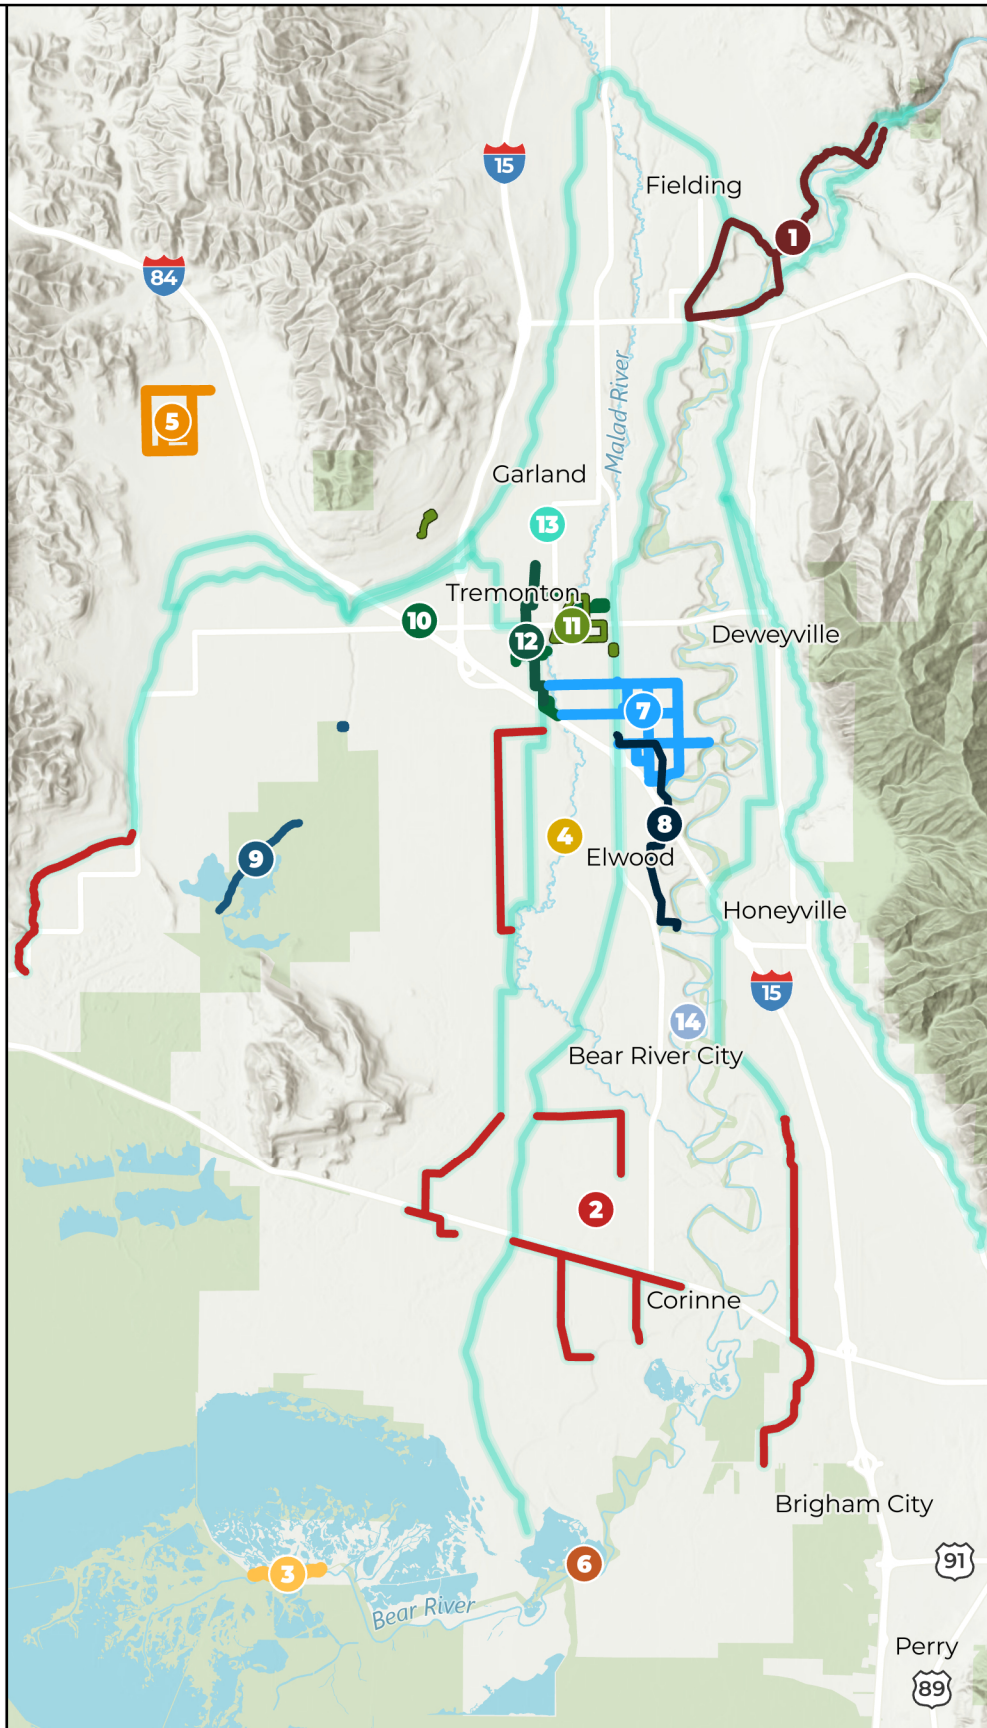 15
Fielding
1
84
Malad River
5
Garland
13
Tremonton
10
11
12
Deweyville
7
8
4
Elwood
9
Honeyville
15
14
Bear River City
2
Corinne
Brigham City
3
6
91
Bear River
Perry
89